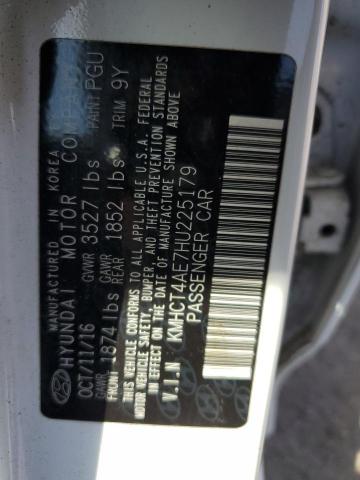 MANUFACTURED IN KOREA
HYUNDAI MOTOR COMPANY
OCT/11/16 GVWR 3527 lbs PAINT PGU
GAWR FRONT 1874 lbs GAWR REAR 1852 lbs TRIM 9Y
THIS VEHICLE CONFORMS TO ALL APPLICABLE U.S.A. FEDERAL
MOTOR VEHICLE SAFETY, BUMPER, AND THEFT PREVENTION STANDARDS
IN EFFECT ON THE DATE OF MANUFACTURE SHOWN ABOVE
V.I.N KMHCT4AE7HU225179
PASSENGER CAR